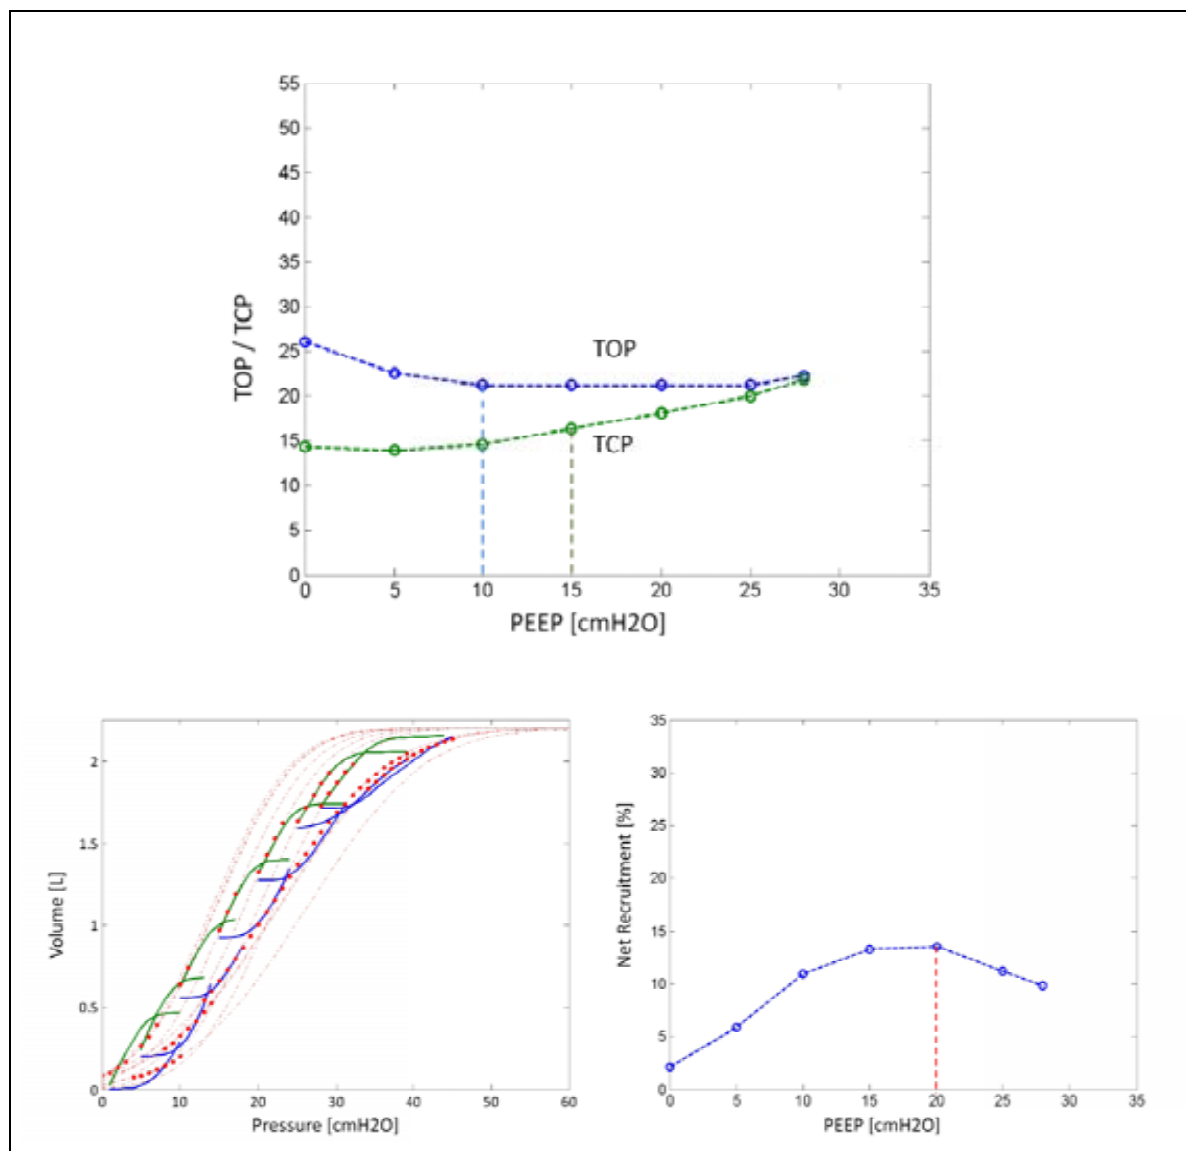 55
50
45
40
35
30
25
20
15
10
5
0
TOP / TCP
TOP
TCP
0 5 10 15 20 25 30 35
PEEP [cmH2O]
2
1.5
1
0.5
0
Volume [L]
0 10 20 30 40 50 60
Pressure [cmH2O]
35
30
25
20
15
10
5
0
Net Recruitment [%]
0 5 10 15 20 25 30 35
PEEP [cmH2O]